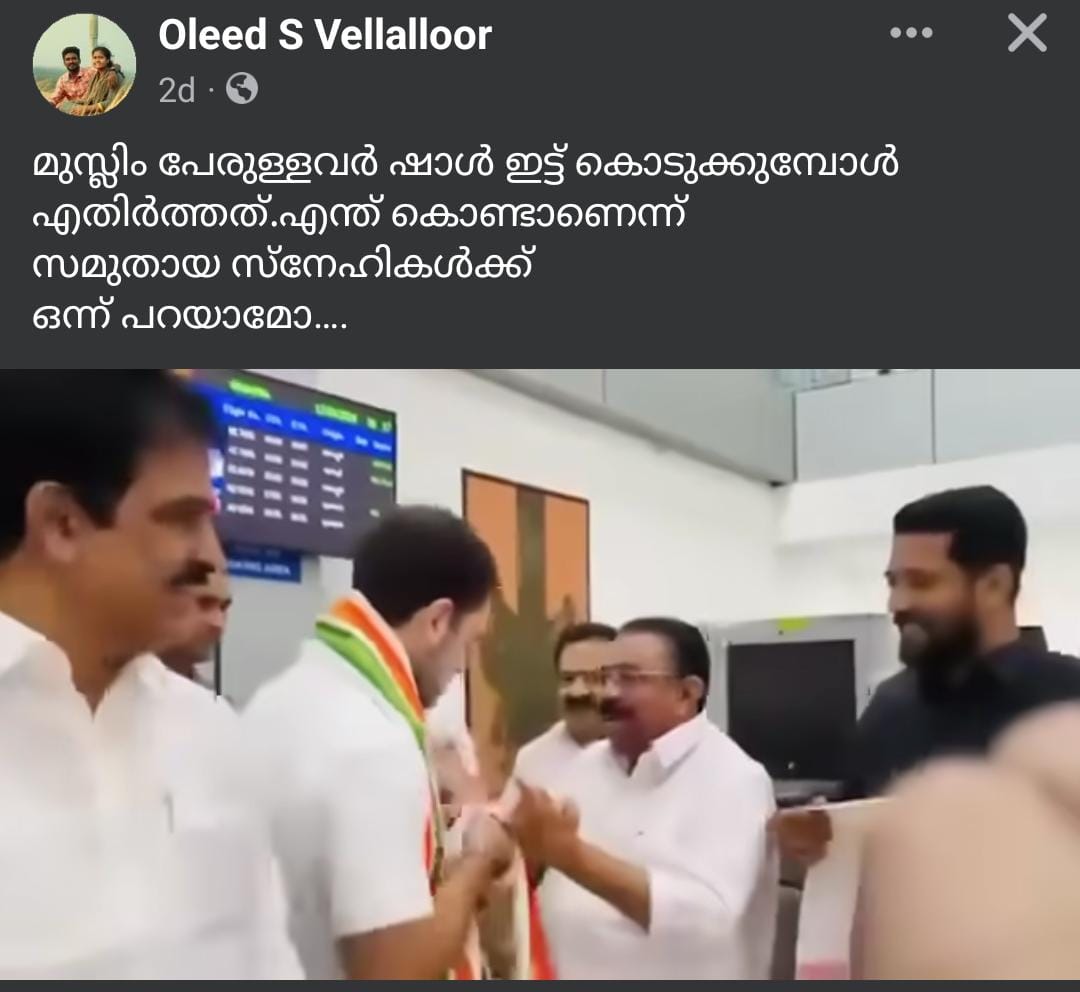 Oleed S Vellalloor
2d ·
മുസ്ലിം പേരുള്ളവർ ഷാൾ ഇട്ട് കൊടുക്കുമ്പോൾ
എതിർത്തത്.എന്ത് കൊണ്ടാണെന്ന്
സമുതായ സ്നേഹികൾക്ക്
ഒന്ന് പറയാമോ....